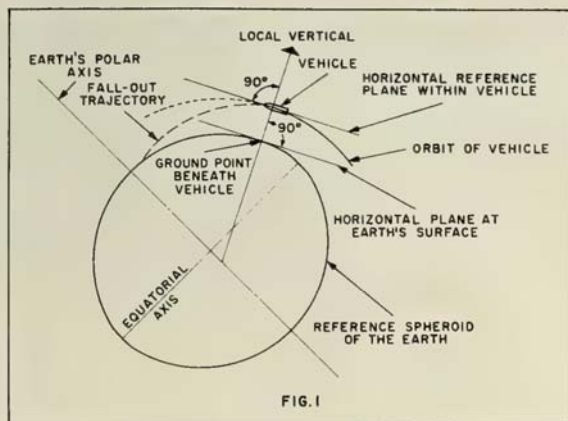 LOCAL VERTICAL
EARTH'S POLAR
AXIS
VEHICLE
FALL-OUT
TRAJECTORY
90°
HORIZONTAL REFERENCE
PLANE WITHIN VEHICLE
90°
ORBIT OF VEHICLE
GROUND POINT
BENEATH
VEHICLE
HORIZONTAL PLANE AT
EARTH'S SURFACE
EQUATORIAL
AXIS
REFERENCE SPHEROID
OF THE EARTH
FIG.1